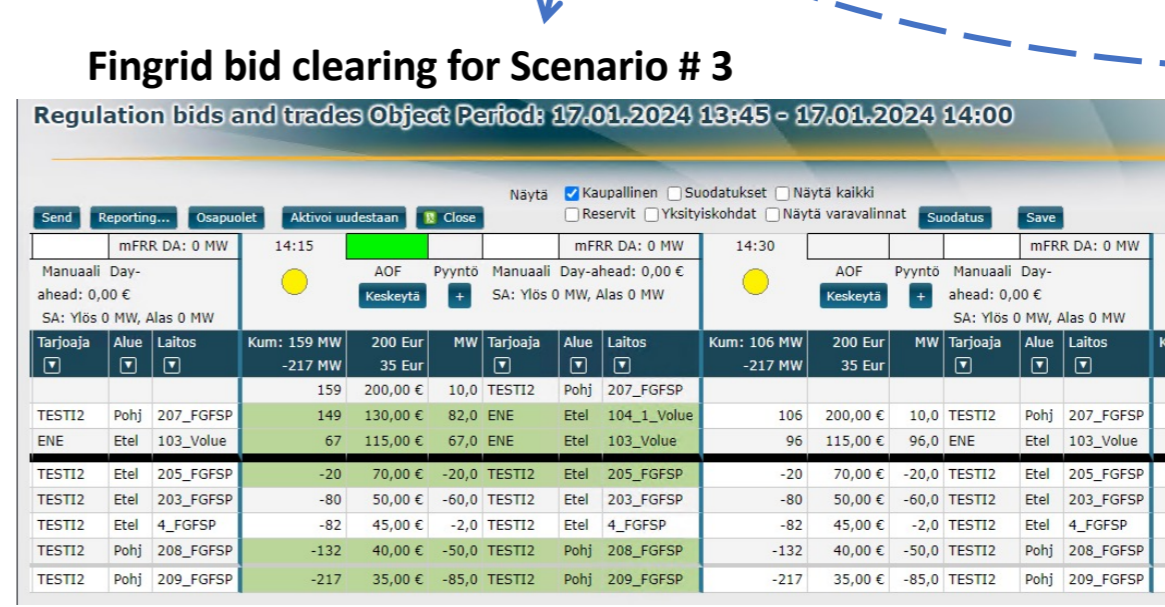 Fingrid bid clearing for Scenario # 3
Regulation bids and trades Object Period: 17.01.2024 13:45 - 17.01.2024 14:00
Näytä Kaupallinen Suodatukset Näytä kaikki
Send Reporting... Osapuolet Aktivoi uudestaan Close Reservit Yksityiskohdat Näytä varavalinnat Suodatus Save
mFRR DA: 0 MW 14:15 mFRR DA: 0 MW 14:30 mFRR DA: 0 MW
Manuaali Day- AOF Pyyntö Manuaali Day-ahead: 0,00 € AOF Pyyntö Manuaali Day-
ahead: 0,00 € Keskeytä + SA: Ylös 0 MW, Alas 0 MW Keskeytä + ahead: 0,00 €
SA: Ylös 0 MW, Alas 0 MW SA: Ylös 0 MW, Alas 0 MW
Tarjoaja Alue Laitos Kum: 159 MW 200 Eur MW Tarjoaja Alue Laitos Kum: 106 MW 200 Eur MW Tarjoaja Alue Laitos
-217 MW 35 Eur -217 MW 35 Eur
159 200,00 € 10,0 TESTI2 Pohj 207_FGFSP
TESTI2 Pohj 207_FGFSP 149 130,00 € 82,0 ENE Etel 104_1_Volue 106 200,00 € 10,0 TESTI2 Pohj 207_FGFSP
ENE Etel 103_Volue 67 115,00 € 67,0 ENE Etel 103_Volue 96 115,00 € 96,0 ENE Etel 103_Volue
TESTI2 Etel 205_FGFSP -20 70,00 € -20,0 TESTI2 Etel 205_FGFSP -20 70,00 € -20,0 TESTI2 Etel 205_FGFSP
TESTI2 Etel 203_FGFSP -80 50,00 € -60,0 TESTI2 Etel 203_FGFSP -80 50,00 € -60,0 TESTI2 Etel 203_FGFSP
TESTI2 Etel 4_FGFSP -82 45,00 € -2,0 TESTI2 Etel 4_FGFSP -82 45,00 € -2,0 TESTI2 Etel 4_FGFSP
TESTI2 Pohj 208_FGFSP -132 40,00 € -50,0 TESTI2 Pohj 208_FGFSP -132 40,00 € -50,0 TESTI2 Pohj 208_FGFSP
TESTI2 Pohj 209_FGFSP -217 35,00 € -85,0 TESTI2 Pohj 209_FGFSP -217 35,00 € -85,0 TESTI2 Pohj 209_FGFSP